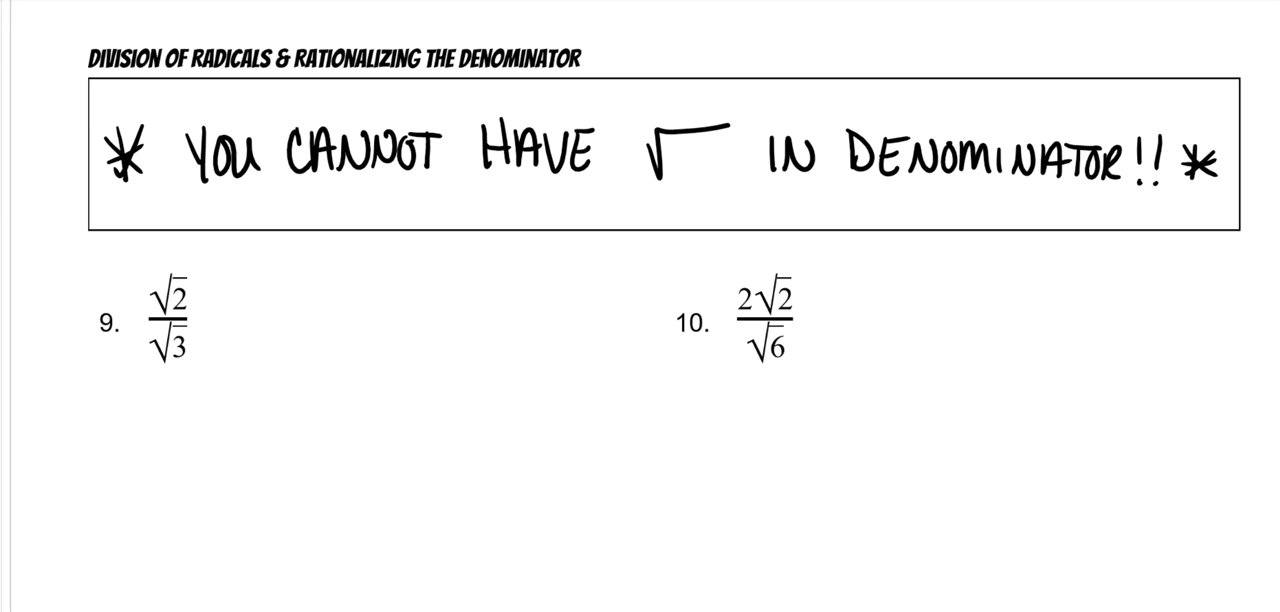 DIVISION OF RADICALS & RATIONALIZING THE DENOMINATOR
* YOU CANNOT HAVE √ IN DENOMINATOR!! *
9. √2/√3
10. 2√2/√6